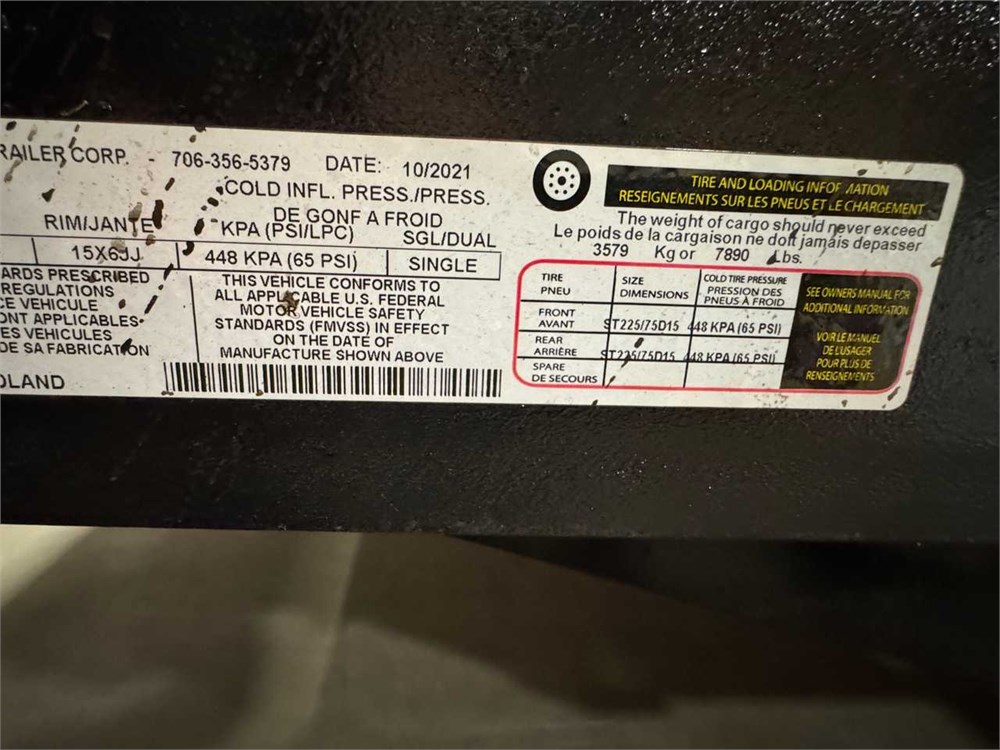 RAILER CORP. - 706-356-5379 DATE: 10/2021
COLD INFL. PRESS./PRESS.
DE GONF A FROID
RIM/JANTE KPA (PSI/LPC) SGL/DUAL
15X6JJ 448 KPA (65 PSI) SINGLE
ARDS PRESCRIBED
REGULATIONS
CE VEHICULE
ONT APPLICABLES
ES VEHICULES
DE SA FABRICATION
OLAND
THIS VEHICLE CONFORMS TO
ALL APPLICABLE U.S. FEDERAL
MOTOR VEHICLE SAFETY
STANDARDS (FMVSS) IN EFFECT
ON THE DATE OF
MANUFACTURE SHOWN ABOVE
TIRE AND LOADING INFORMATION
RESEIGNEMENTS SUR LES PNEUS ET LE CHARGEMENT
The weight of cargo should never exceed
Le poids de la cargaison ne doit jamais depasser
3579 Kg or 7890 Lbs.
TIRE
PNEU
SIZE
DIMENSIONS
COLD TIRE PRESSURE
PRESSION DES
PNEUS À FROID
FRONT
AVANT
ST225/75D15 448 KPA (65 PSI)
REAR
ARRIÈRE
ST225/75D15 448 KPA (65 PSI)
SPARE
DE SECOURS
SEE OWNERS MANUAL FOR
ADDITIONAL INFORMATION
VOIR LE MANUEL
DE L'USAGER
POUR PLUS DE
RENSEIGNEMENTS